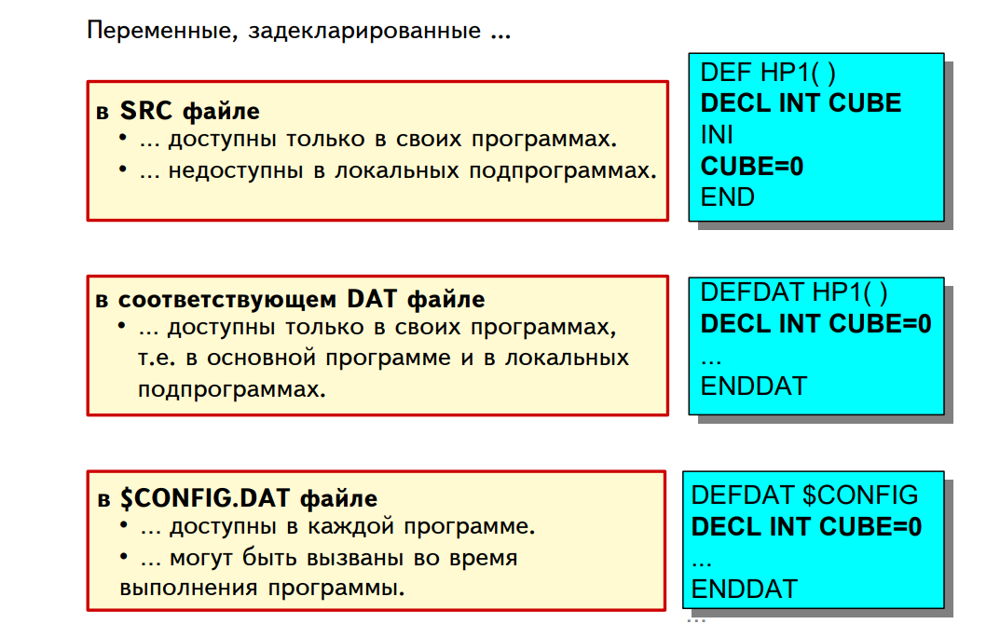 Переменные, задекларированные ...
в SRC файле
• ... доступны только в своих программах.
• ... недоступны в локальных подпрограммах.
DEF HP1( )
DECL INT CUBE
INI
CUBE=0
END
в соответствующем DAT файле
• ... доступны только в своих программах,
т.е. в основной программе и в локальных
подпрограммах.
DEFDAT HP1( )
DECL INT CUBE=0
...
ENDDAT
в $CONFIG.DAT файле
• ... доступны в каждой программе.
• ... могут быть вызваны во время
выполнения программы.
DEFDAT $CONFIG
DECL INT CUBE=0
...
ENDDAT
...